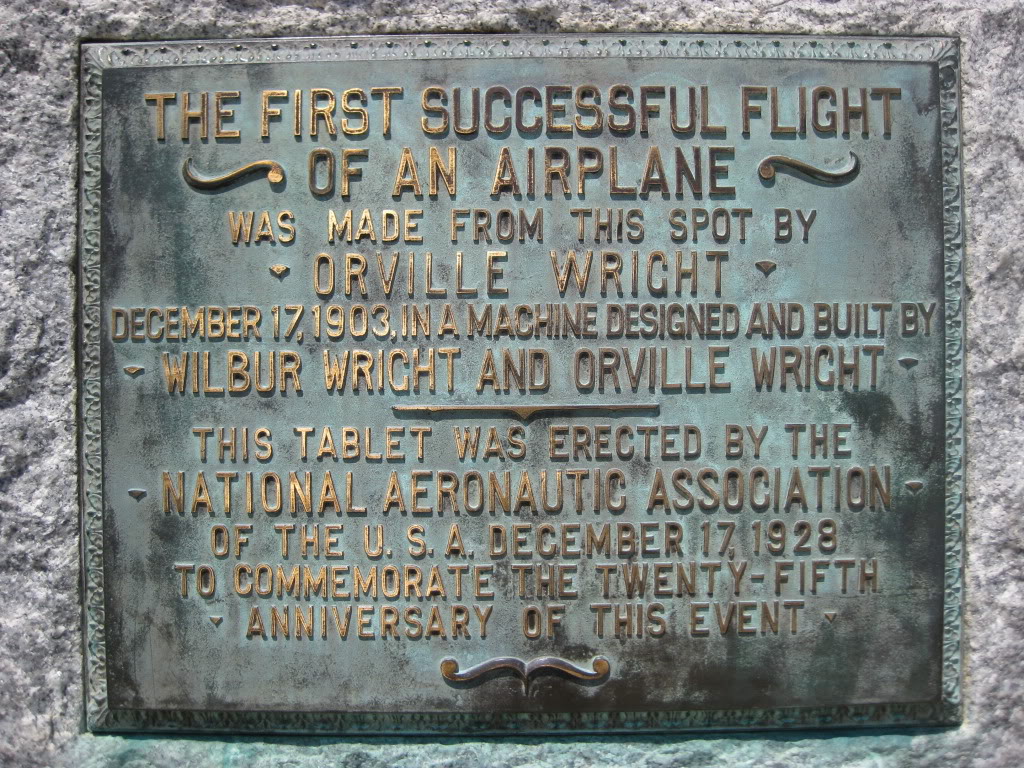 THE FIRST SUCCESSFUL FLIGHT
OF AN AIRPLANE
WAS MADE FROM THIS SPOT BY
ORVILLE WRIGHT
DECEMBER 17, 1903, IN A MACHINE DESIGNED AND BUILT BY
WILBUR WRIGHT AND ORVILLE WRIGHT
THIS TABLET WAS ERECTED BY THE
NATIONAL AERONAUTIC ASSOCIATION
OF THE U. S. A. DECEMBER 17, 1928
TO COMMEMORATE THE TWENTY-FIFTH
ANNIVERSARY OF THIS EVENT